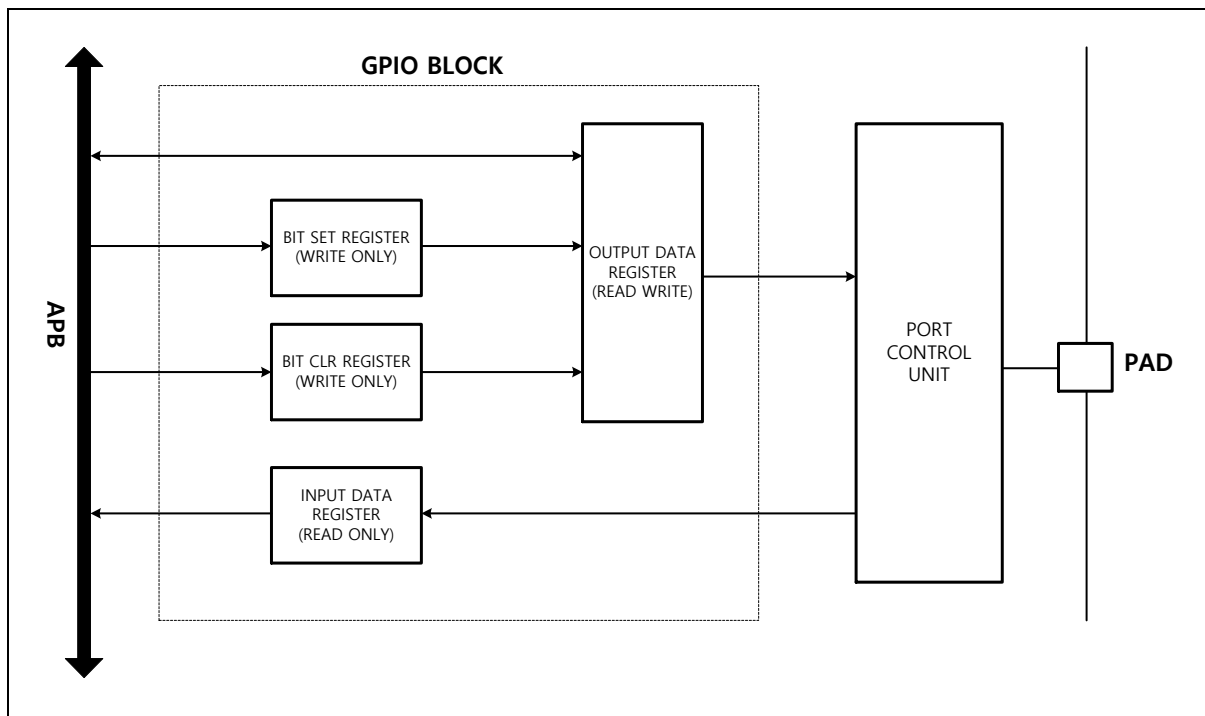 GPIO BLOCK
APB
BIT SET REGISTER
(WRITE ONLY)
BIT CLR REGISTER
(WRITE ONLY)
INPUT DATA
REGISTER
(READ ONLY)
OUTPUT DATA
REGISTER
(READ WRITE)
PORT
CONTROL
UNIT
PAD